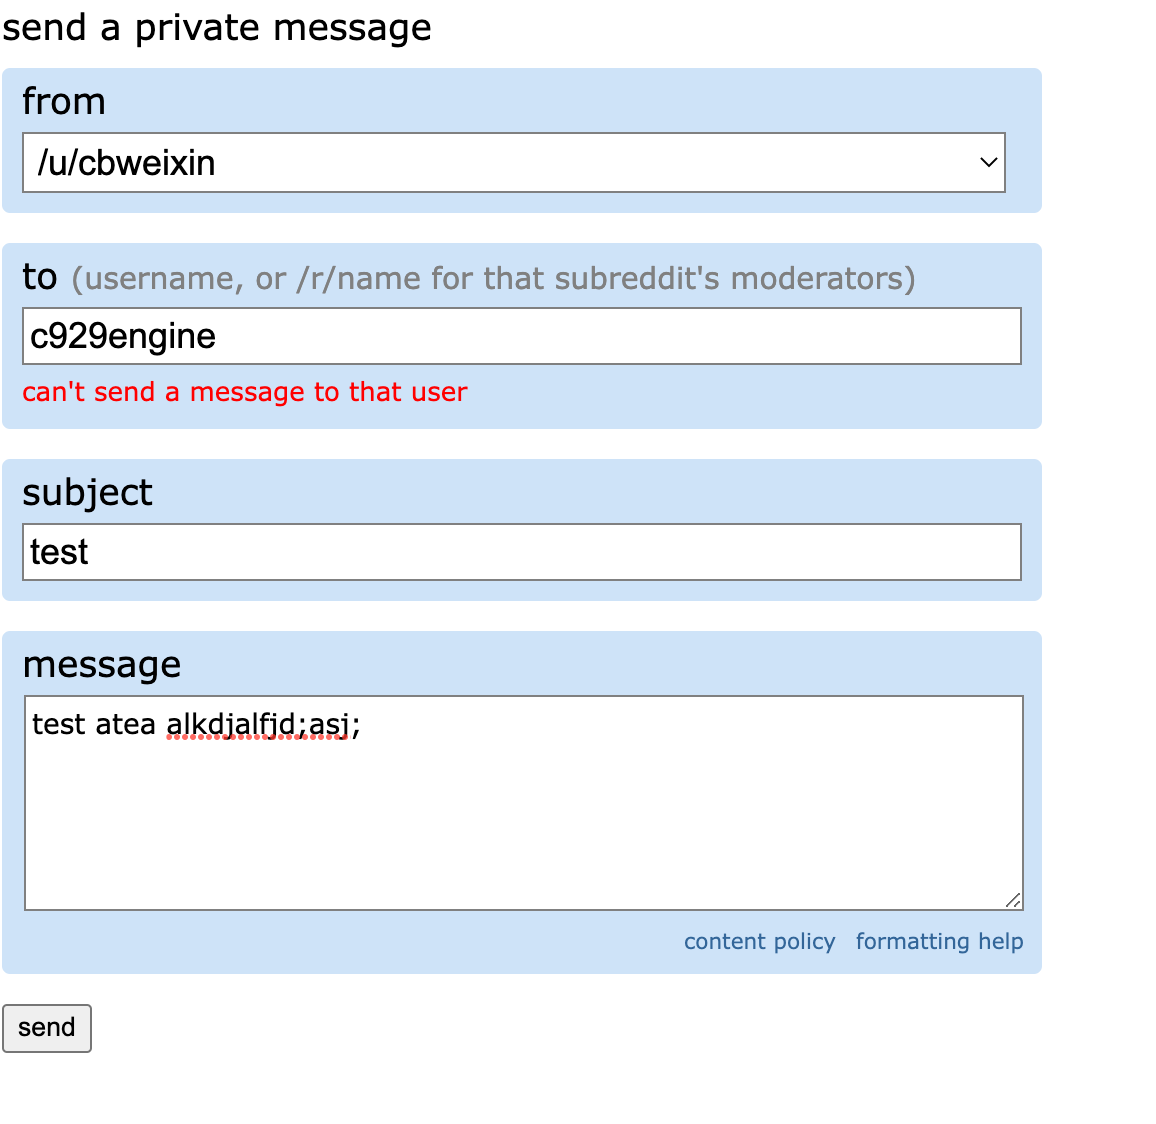 send a private message
from
/u/cbweixin
to (username, or /r/name for that subreddit's moderators)
c929engine
can't send a message to that user
subject
test
message
test atea alkdjalfjd;asj;
content policy formatting help
send